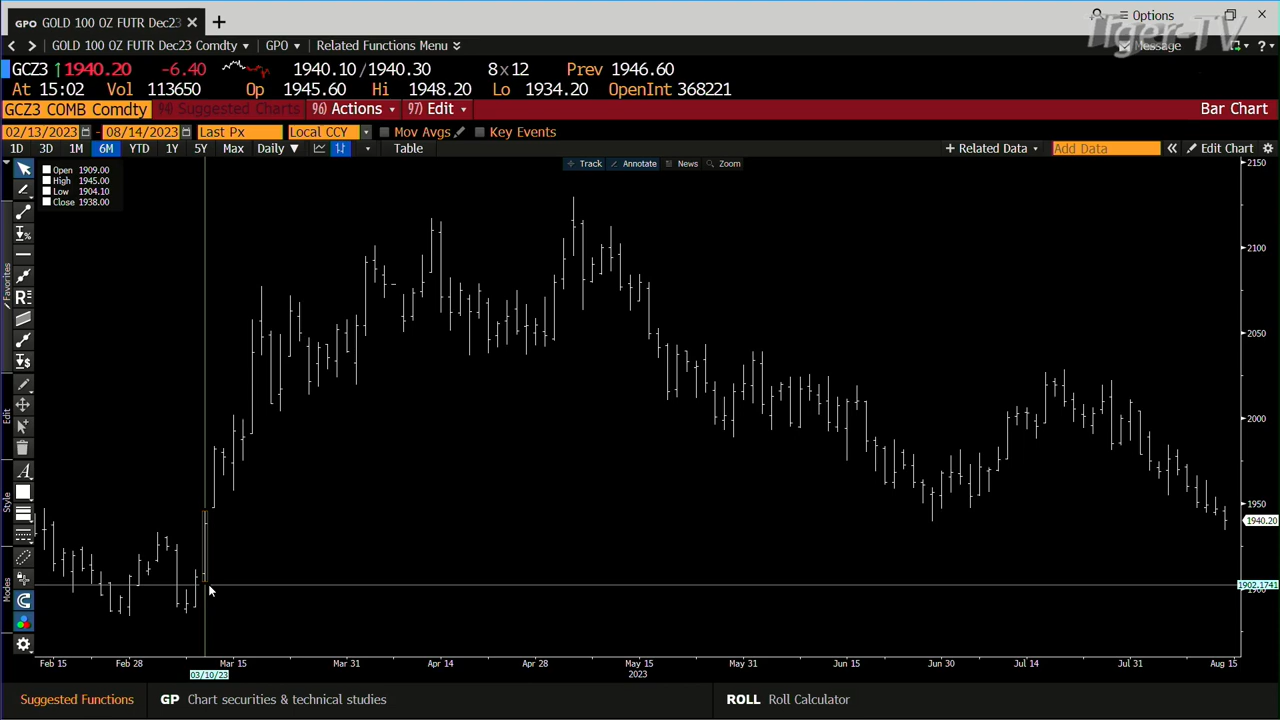 GPO GOLD 100 OZ FUTR Dec23 × +
Options
Tiger-TV
GOLD 100 OZ FUTR Dec23 Comdty GPO Related Functions Menu Message ?
GCZ3 ↑1940.20 -6.40 1940.10/1940.30 8x12 Prev 1946.60
At 15:02 Vol 113650 Op 1945.60 Hi 1948.20 Lo 1934.20 OpenInt 368221
GCZ3 COMB Comdty 94) Suggested Charts 96) Actions 97) Edit Bar Chart
02/13/2023 - 08/14/2023 Last Px Local CCY Mov Avgs Key Events
1D 3D 1M 6M YTD 1Y 5Y Max Daily ▼ Table + Related Data Add Data « Edit Chart
Track Annotate News Zoom
Open 1909.00
High 1945.00
Low 1904.10
Close 1938.00
2150
2100
2050
2000
1950
1940.20
1902.1741
1900
Favorites
Edit
Style
Modes
Feb 15 Feb 28 Mar 15 Mar 31 Apr 14 Apr 28 May 15 May 31 Jun 15 Jun 30 Jul 14 Jul 31 Aug 15
03/10/23 2023
Suggested Functions GP Chart securities & technical studies ROLL Roll Calculator